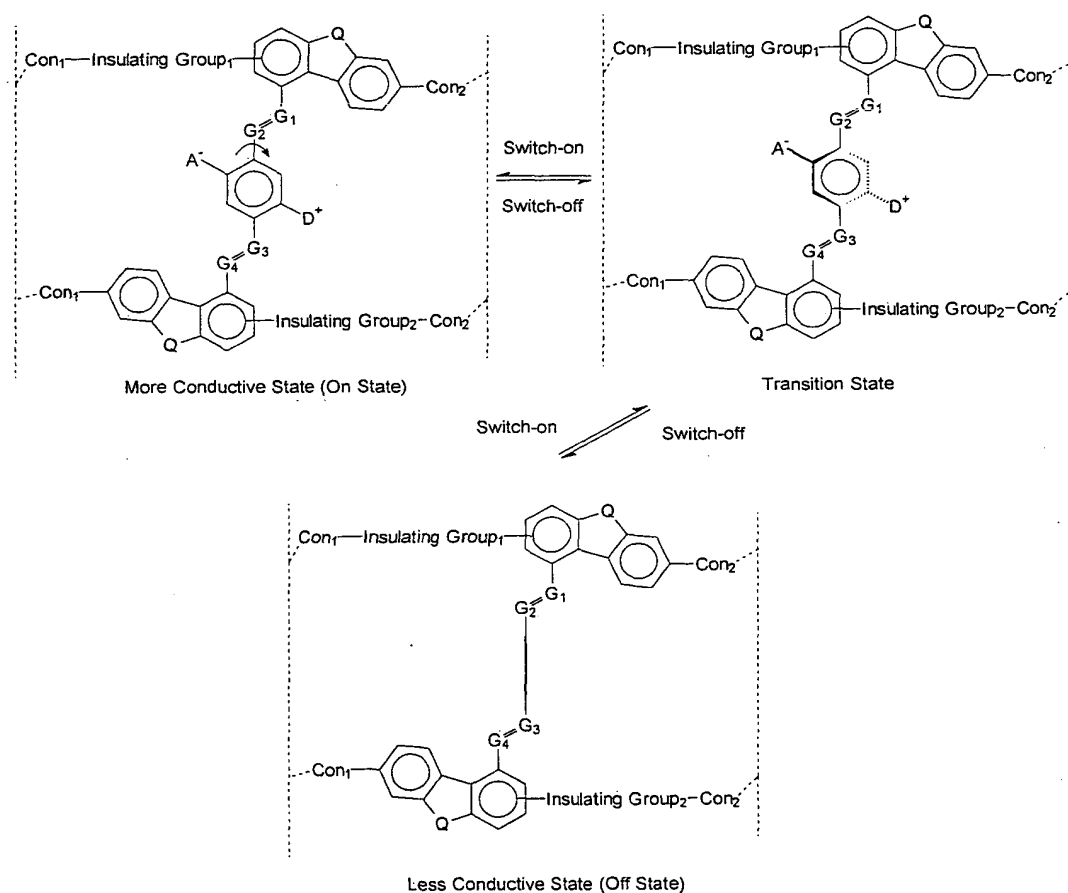 Q
Con₁—Insulating Group₁
Con₂
G₂ G₁
A⁻
D⁺
G₃
G₄
Con₁
Insulating Group₂—Con₂
Q
More Conductive State (On State)
Switch-on
Switch-off
Q
Con₁—Insulating Group₁
Con₂
G₂ G₁
A⁻
D⁺
G₃
G₄
Con₁
Insulating Group₂—Con₂
Q
Transition State
Switch-on
Switch-off
Q
Con₁—Insulating Group₁
Con₂
G₁
G₂
G₃
G₄
Con₁
Insulating Group₂—Con₂
Q
Less Conductive State (Off State)